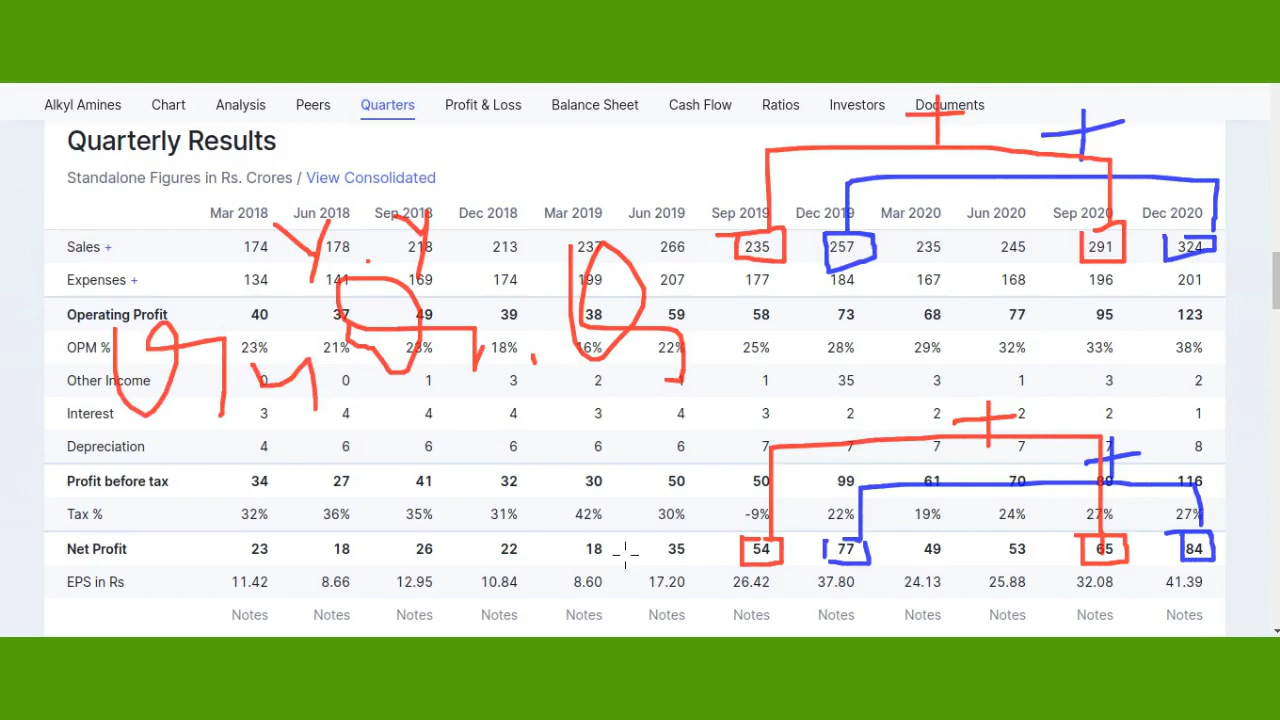 Alkyl Amines Chart Analysis Peers Quarters Profit & Loss Balance Sheet Cash Flow Ratios Investors Documents
Quarterly Results
Standalone Figures in Rs. Crores / View Consolidated
Mar 2018 Jun 2018 Sep 2018 Dec 2018 Mar 2019 Jun 2019 Sep 2019 Dec 2019 Mar 2020 Jun 2020 Sep 2020 Dec 2020
Sales + 174 178 218 213 237 266 235 257 235 245 291 324
Expenses + 134 141 169 174 199 207 177 184 167 168 196 201
Operating Profit 40 37 49 39 38 59 58 73 68 77 95 123
OPM % 23% 21% 23% 18% 16% 22% 25% 28% 29% 32% 33% 38%
Other Income 0 0 1 3 2 1 1 35 3 1 3 2
Interest 3 4 4 4 3 4 3 2 2 2 2 1
Depreciation 4 6 6 6 6 6 7 7 7 7 7 8
Profit before tax 34 27 41 32 30 50 50 99 61 70 89 116
Tax % 32% 36% 35% 31% 42% 30% -9% 22% 19% 24% 27% 27%
Net Profit 23 18 26 22 18 35 54 77 49 53 65 84
EPS in Rs 11.42 8.66 12.95 10.84 8.60 17.20 26.42 37.80 24.13 25.88 32.08 41.39
Notes Notes Notes Notes Notes Notes Notes Notes Notes Notes Notes Notes
Y.Y